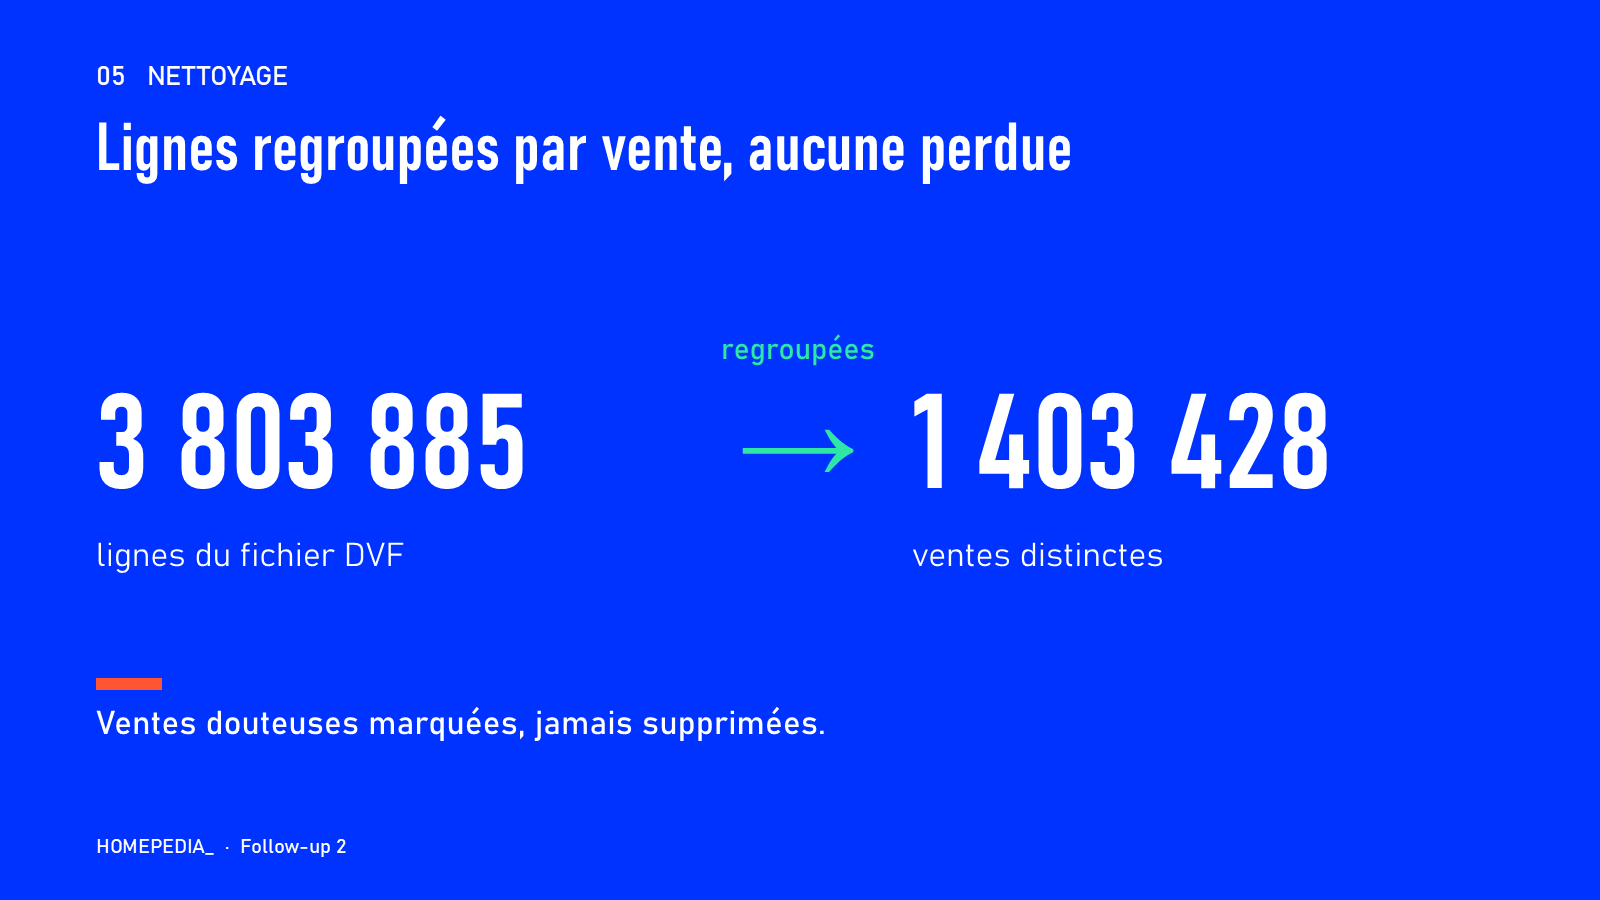 05 NETTOYAGE
Lignes regroupées par vente, aucune perdue
regroupées
3 803 885 → 1 403 428
lignes du fichier DVF
ventes distinctes
Ventes douteuses marquées, jamais supprimées.
HOMEPEDIA_ · Follow-up 2